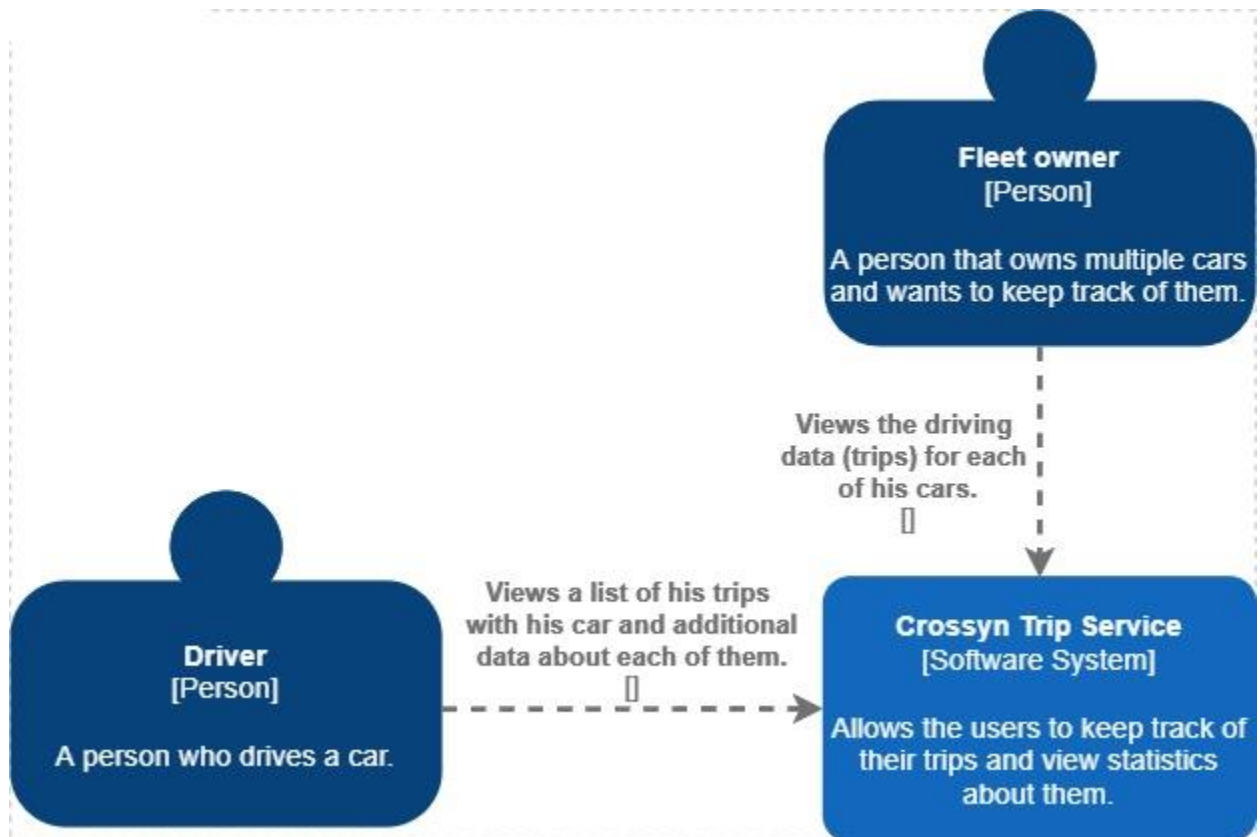 Fleet owner
[Person]
A person that owns multiple cars
and wants to keep track of them.
Views the driving
data (trips) for each
of his cars.
[]
Driver
[Person]
A person who drives a car.
Views a list of his trips
with his car and additional
data about each of them.
[]
Crossyn Trip Service
[Software System]
Allows the users to keep track of
their trips and view statistics
about them.